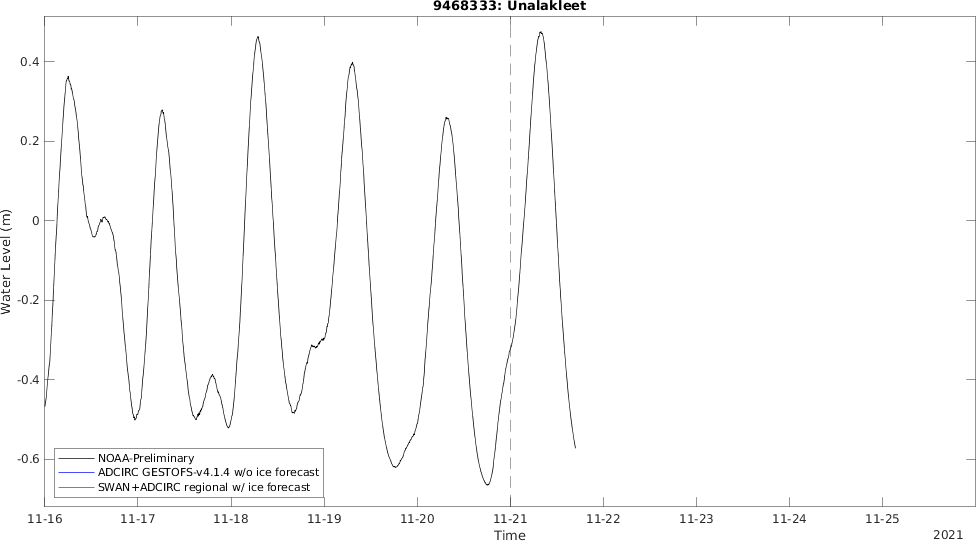 9468333: Unalakleet
0.4
0.2
0
-0.2
-0.4
-0.6
Water Level (m)
NOAA-Preliminary
ADCIRC GESTOFS-v4.1.4 w/o ice forecast
SWAN+ADCIRC regional w/ ice forecast
11-16 11-17 11-18 11-19 11-20 11-21 11-22 11-23 11-24 11-25
Time
2021